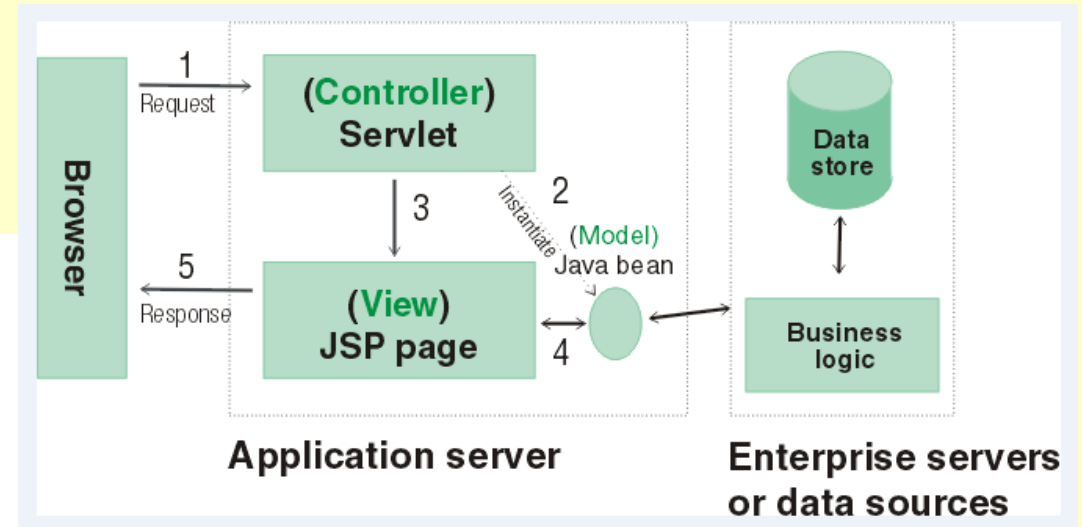 1
Request
Browser
(Controller)
Servlet
2
Instantiate
3
(Model)
Java bean
5
Response
(View)
JSP page
4
Data
store
Business
logic
Application server
Enterprise servers
or data sources